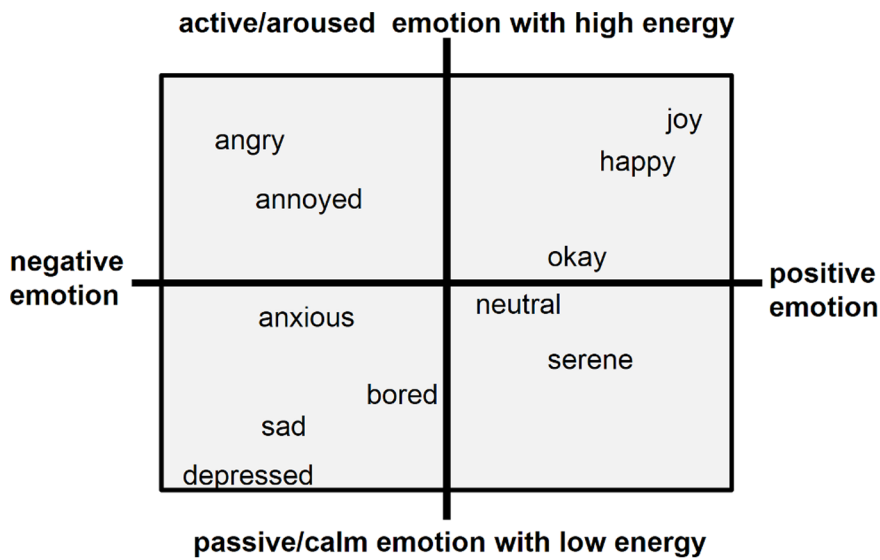 active/aroused  emotion with high energy
joy
angry
happy
annoyed
okay
negative
emotion
positive
emotion
neutral
anxious
serene
bored
sad
depressed
passive/calm emotion with low energy